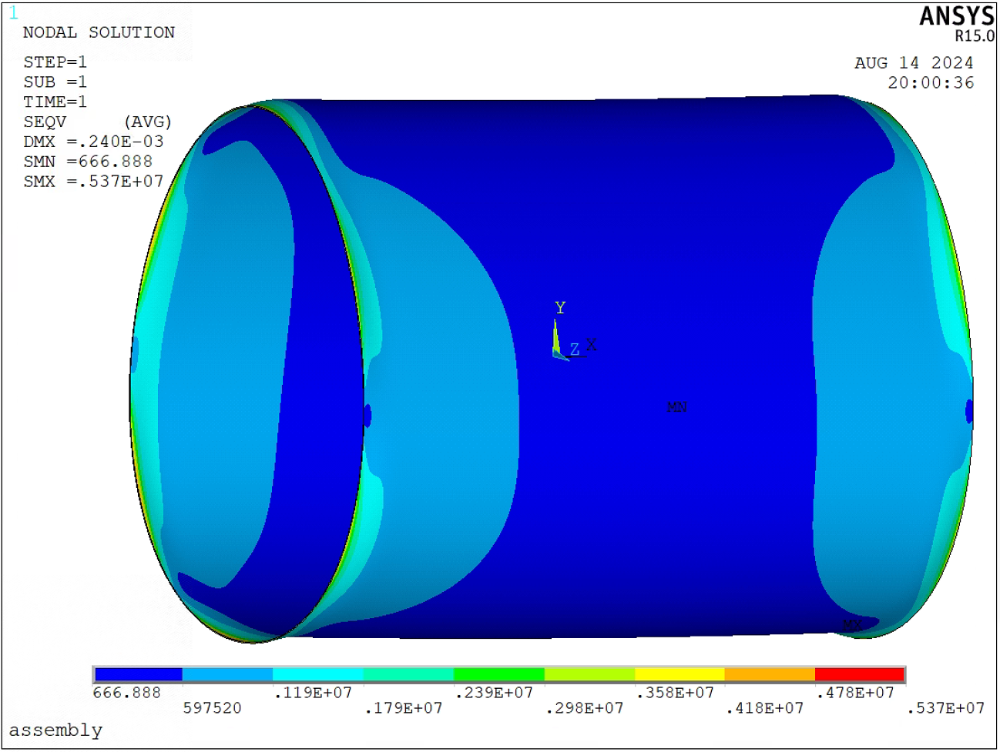 1
ANSYS
R15.0
NODAL SOLUTION
AUG 14 2024
20:00:36
STEP=1
SUB =1
TIME=1
SEQV (AVG)
DMX =.240E-03
SMN =666.888
SMX =.537E+07
Y
Z X
MN
MX
666.888 .119E+07 .239E+07 .358E+07 .478E+07
597520 .179E+07 .298E+07 .418E+07 .537E+07
assembly